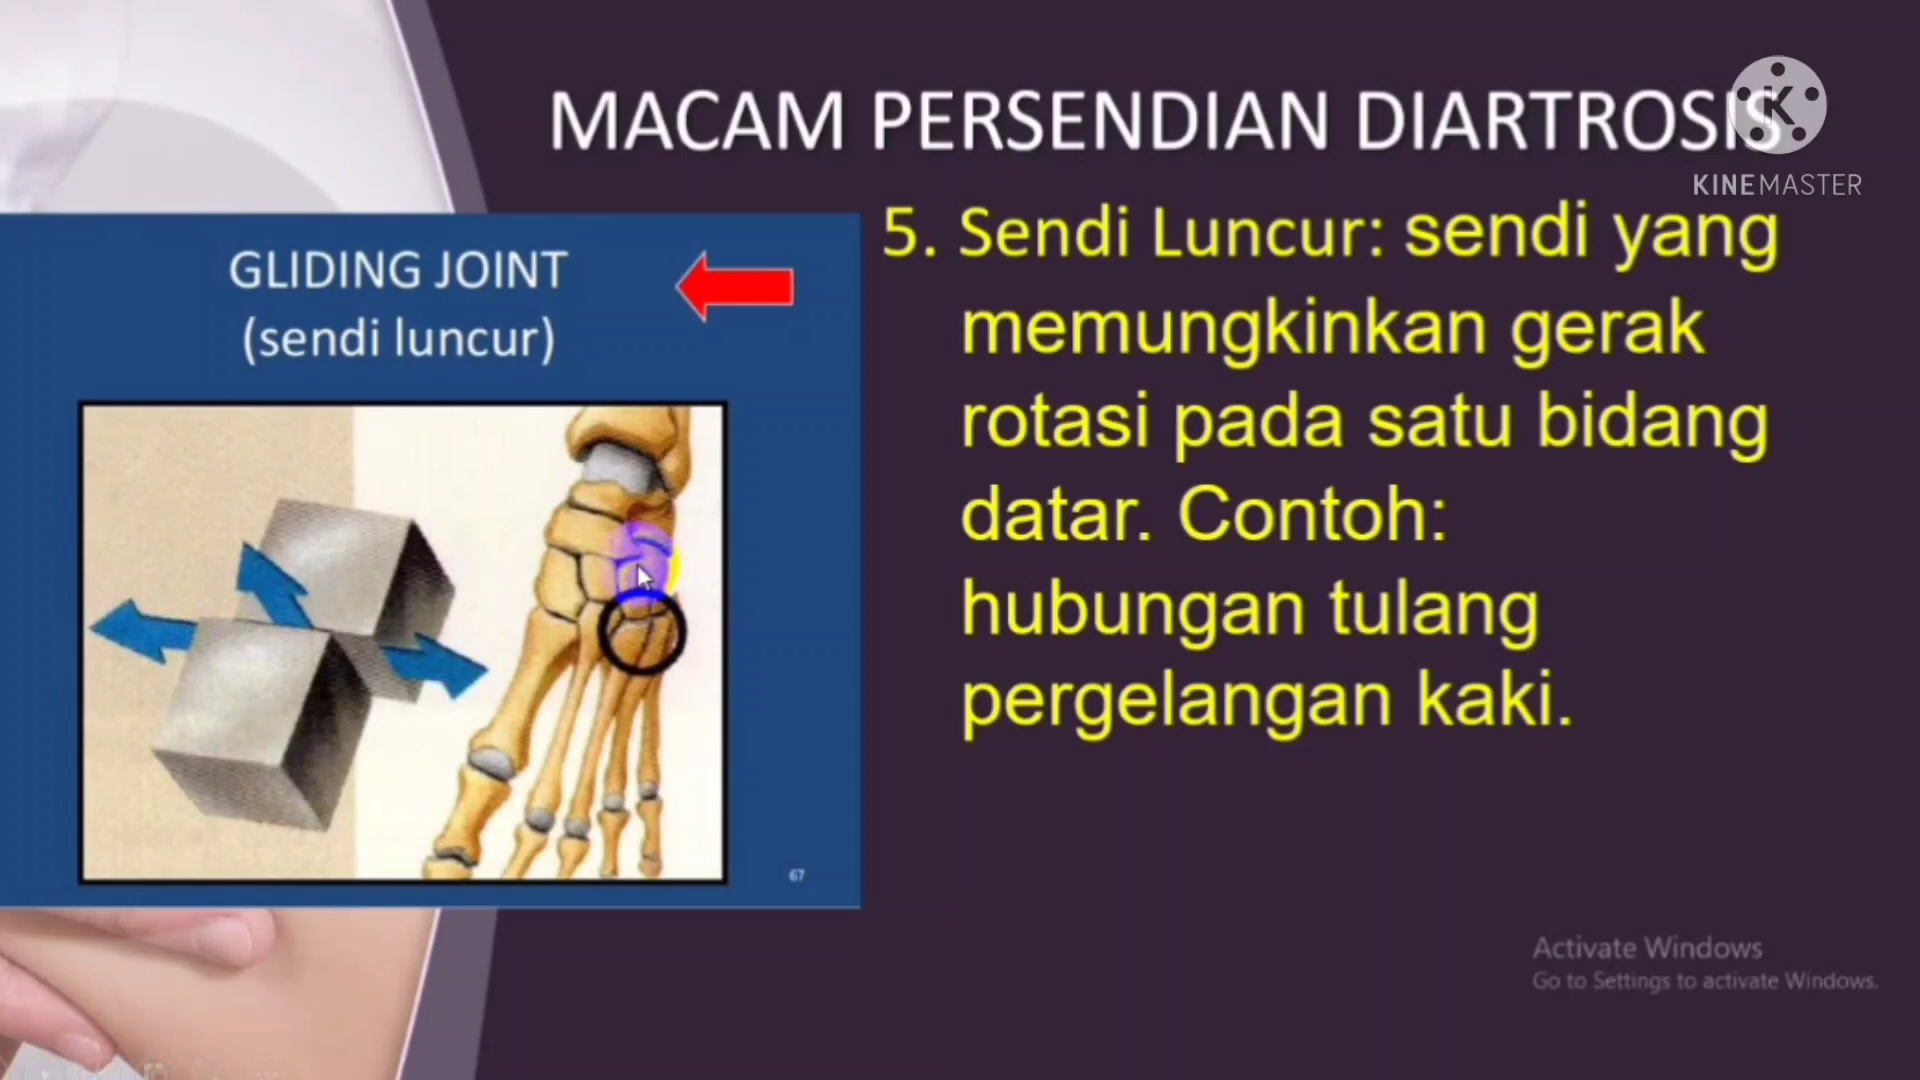 MACAM PERSENDIAN DIARTROSIS
K
KINEMASTER
GLIDING JOINT
(sendi luncur)
67
5. Sendi Luncur: sendi yang
memungkinkan gerak
rotasi pada satu bidang
datar. Contoh:
hubungan tulang
pergelangan kaki.
Activate Windows
Go to Settings to activate Windows.